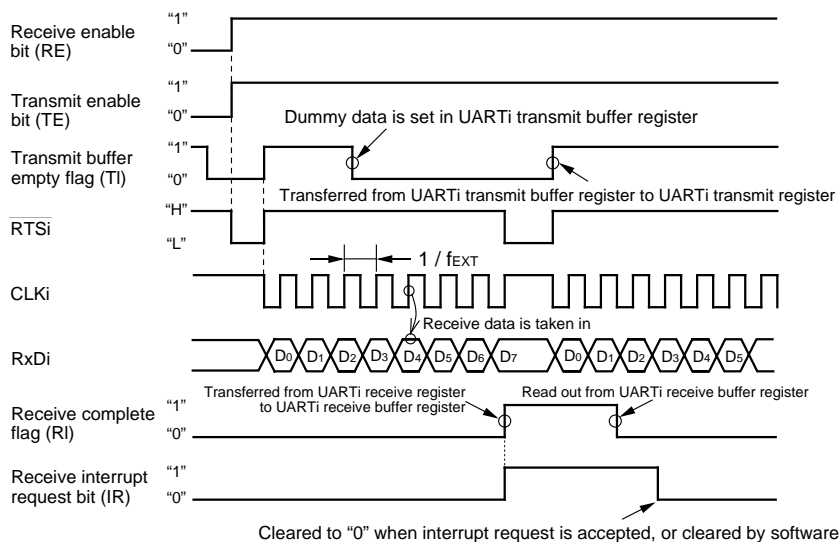 Receive enable
bit (RE)
“1”
“0”
Transmit enable
bit (TE)
“1”
“0”
Dummy data is set in UARTi transmit buffer register
Transmit buffer
empty flag (Tl)
“1”
“0”
Transferred from UARTi transmit buffer register to UARTi transmit register
RTSi
“H”
“L”
1 / fEXT
CLKi
Receive data is taken in
RxDi
D0 D1 D2 D3 D4 D5 D6 D7 D0 D1 D2 D3 D4 D5
Transferred from UARTi receive register
to UARTi receive buffer register
Read out from UARTi receive buffer register
Receive complete
flag (Rl)
“1”
“0”
Receive interrupt
request bit (IR)
“1”
“0”
Cleared to “0” when interrupt request is accepted, or cleared by software